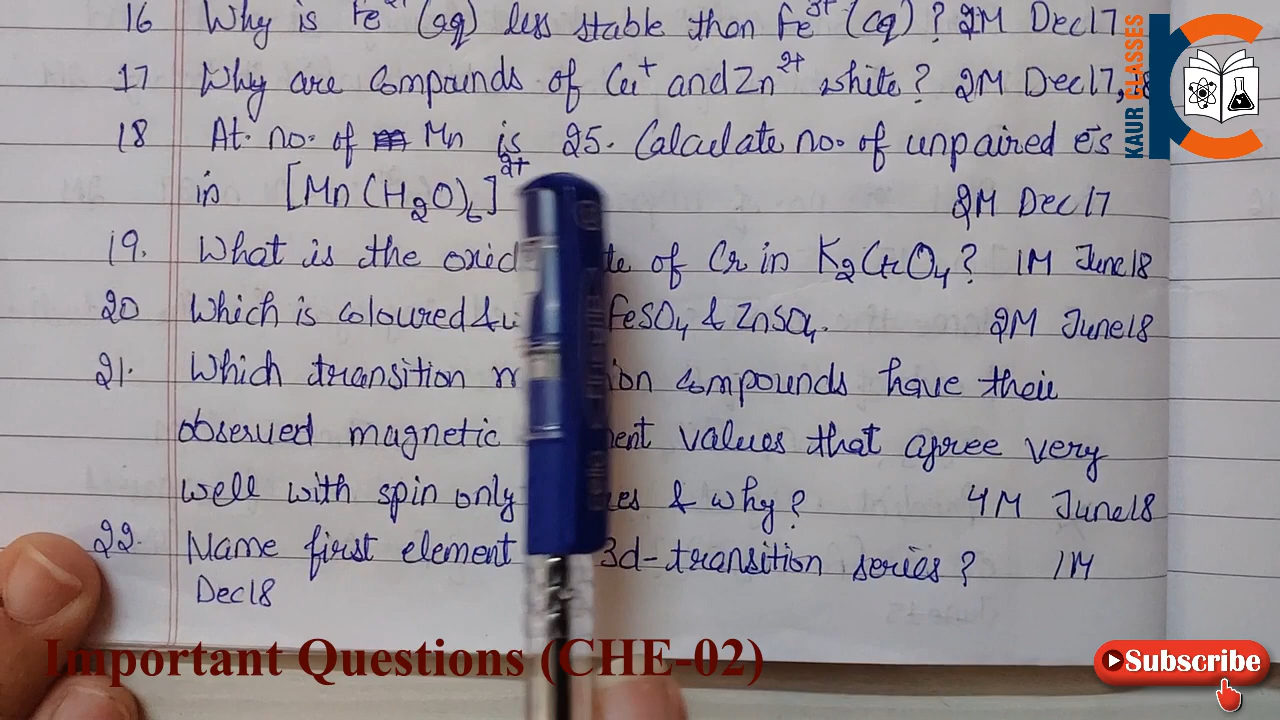 16 Why is Fe²⁺ (aq) less stable than Fe³⁺ (aq) ? 2M Dec17
17 Why are compounds of Cu⁺ and Zn²⁺ white? 2M Dec17,
18 At. no. of Mn is 25. Calculate no. of unpaired es
in [Mn(H₂O)₆]²⁺ 2M Dec17
19. What is the oxid te of Cr in K₂CrO₄? 1M June18
20 Which is coloured & FeSO₄ & ZnSO₄. 2M June18
21. Which transition ion compounds have their
observed magnetic ent values that agree very
well with spin only es & why? 4M June18
22. Name first element 3d-transition series? 1M
Dec18
Important Questions (CHE-02)
KAUR CLASSES
Subscribe